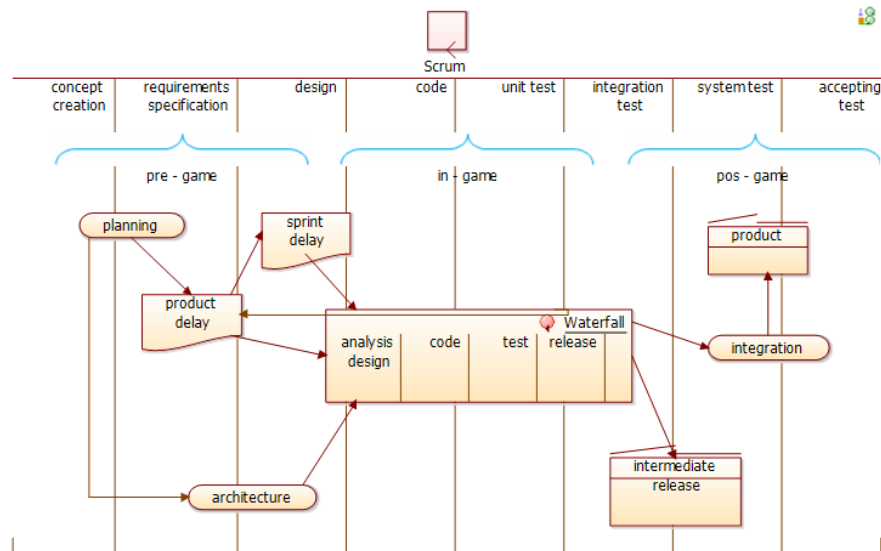 Scrum
concept
creation
requirements
specification
design
code
unit test
integration
test
system test
accepting
test
pre - game
in - game
pos - game
planning
sprint
delay
product
product
delay
Waterfall
analysis
design
code
test
release
integration
intermediate
release
architecture